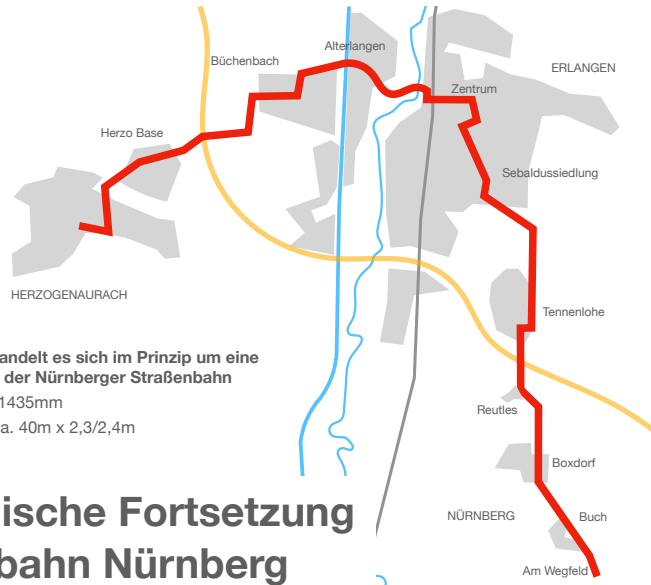 Alterlangen
Büchenbach
ERLANGEN
Zentrum
Herzo Base
Sebaldussiedlung
HERZOGENAURACH
Tennenlohe
andelt es sich im Prinzip um eine
der Nürnberger Straßenbahn
1435mm
a. 40m x 2,3/2,4m
Reutles
Boxdorf
NÜRNBERG
Buch
Am Wegfeld
ische Fortsetzung
bahn Nürnberg